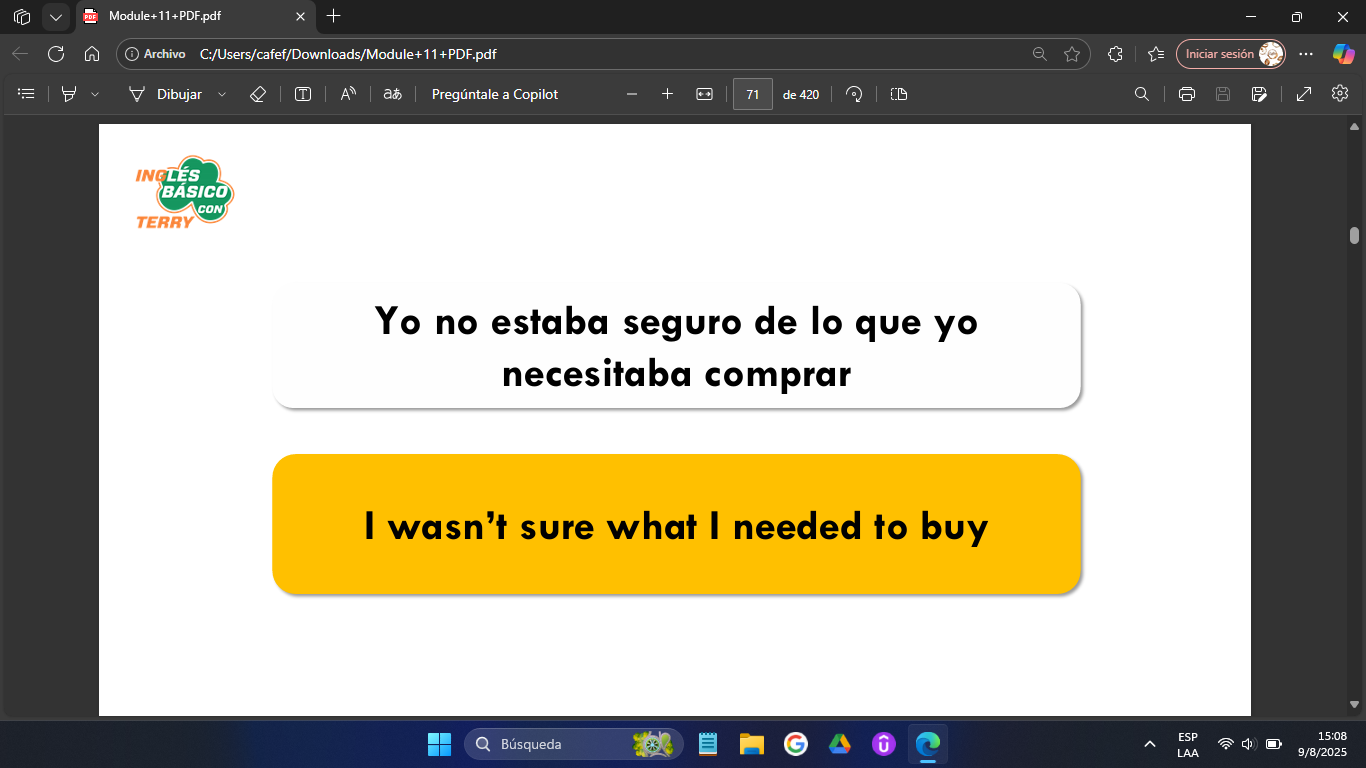 Module+11+PDF.pdf
Archivo C:/Users/cafef/Downloads/Module+11+PDF.pdf Iniciar sesión
Dibujar aあ Pregúntale a Copilot 71 de 420
INGLÉS
BÁSICO
CON
TERRY
Yo no estaba seguro de lo que yo
necesitaba comprar
I wasn’t sure what I needed to buy
Búsqueda
ESP
LAA
15:08
9/8/2025